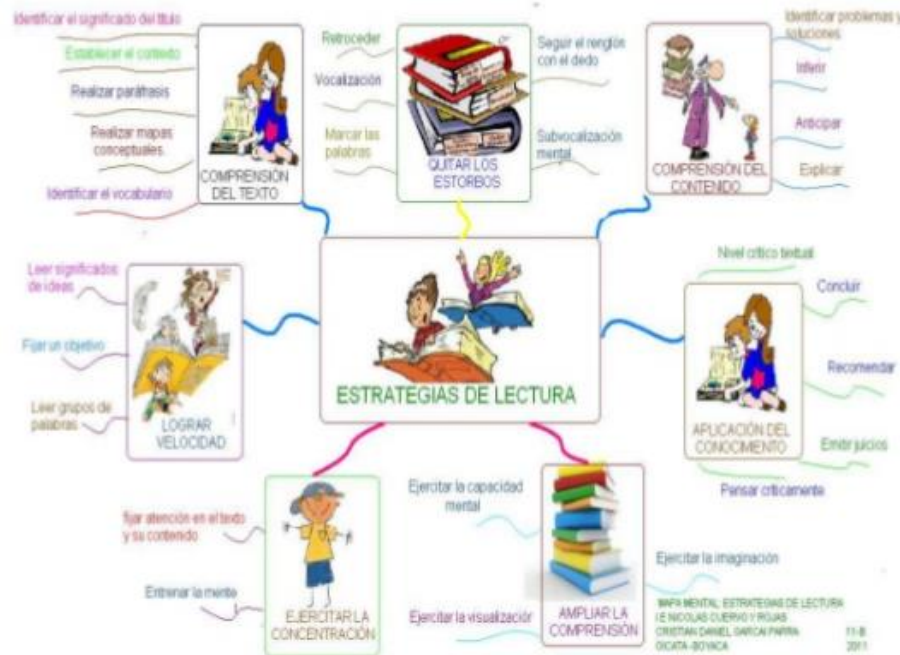 Identificar el significado del título
Establecer el contexto
Realizar paráfrasis
Realizar mapas
conceptuales.
Identificar el vocabulario
COMPRENSIÓN
DEL TEXTO
Retroceder
Vocalización
Marcar las
palabras
Seguir el renglón
con el dedo
Subvocalización
mental
QUITAR LOS
ESTORBOS
Identificar problemas y
soluciones
Inferir
Anticipar
Explicar
COMPRENSIÓN DEL
CONTENIDO
Leer significados
de ideas
Fijar un objetivo
Leer grupos de
palabras
LOGRAR
VELOCIDAD
ESTRATEGIAS DE LECTURA
Nivel crítico textual
Concluir
Recomendar
Emitir juicios
Pensar críticamente
APLICACIÓN DEL
CONOCIMIENTO
fijar atención en el texto
y su contenido
Entrenar la mente
EJERCITAR LA
CONCENTRACIÓN
Ejercitar la capacidad
mental
Ejercitar la visualización
Ejercitar la imaginación
AMPLIAR LA
COMPRENSIÓN
MAPA MENTAL: ESTRATEGIAS DE LECTURA
I.E NICOLAS CUERVO Y ROJAS
CRISTIAN DANIEL GARCAI PARRA 11-B
OICATA-BOYACA 2011